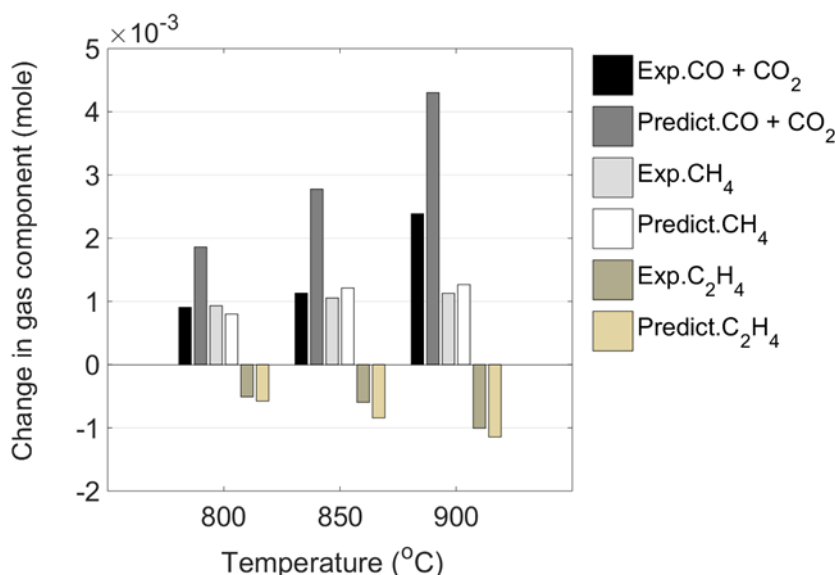 ×10⁻³
5
4
3
2
1
0
-1
-2
Change in gas component (mole)
800 850 900
Temperature (°C)
Exp.CO + CO₂
Predict.CO + CO₂
Exp.CH₄
Predict.CH₄
Exp.C₂H₄
Predict.C₂H₄